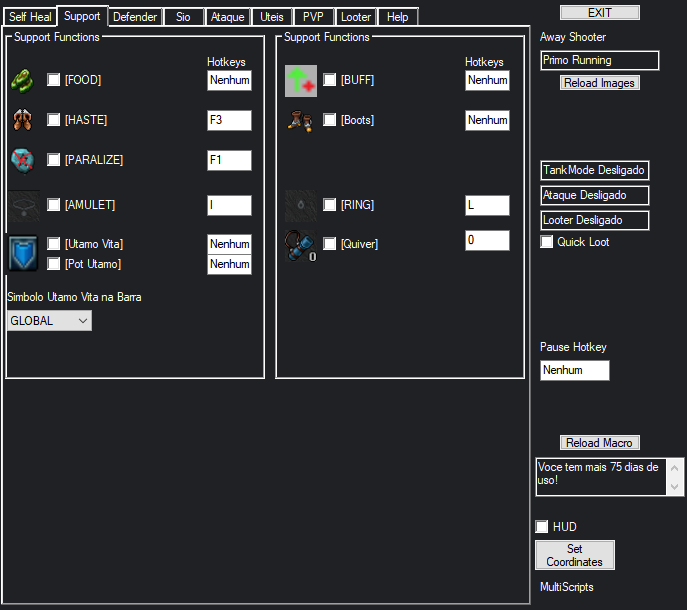 Self Heal
Support
Defender
Sio
Ataque
Uteis
PVP
Looter
Help
Support Functions
Hotkeys
[FOOD]
Nenhum
[HASTE]
F3
[PARALIZE]
F1
[AMULET]
I
[Utamo Vita]
Nenhum
[Pot Utamo]
Nenhum
Simbolo Utamo Vita na Barra
GLOBAL
Support Functions
Hotkeys
[BUFF]
Nenhum
[Boots]
Nenhum
[RING]
L
[Quiver]
0
0
EXIT
Away Shooter
Primo Running
Reload Images
TankMode Desligado
Ataque Desligado
Looter Desligado
Quick Loot
Pause Hotkey
Nenhum
Reload Macro
Voce tem mais 75 dias de
uso!
HUD
Set
Coordinates
MultiScripts